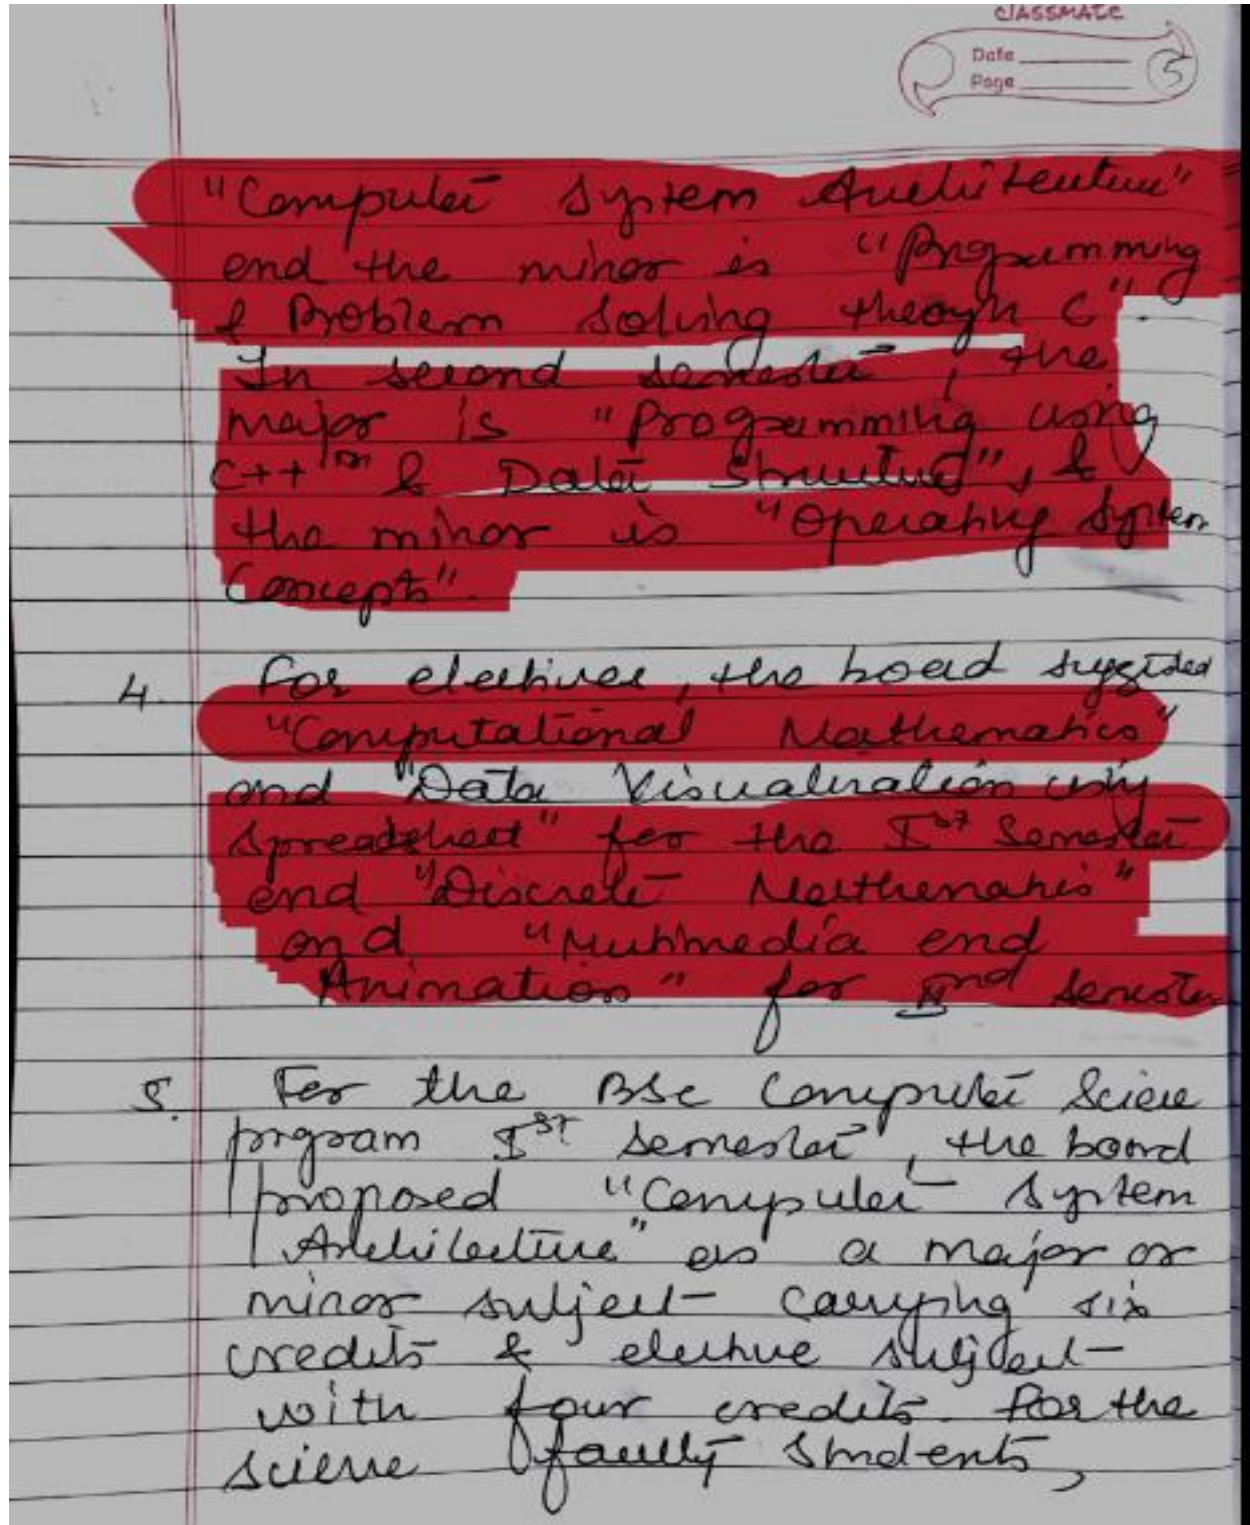 classmate
Date
Page 5
"Computer System Architecture"
and the minor is "Programming
& Problem Solving through C".
In second semester, the
major is "Programming using
C++ & Data Structure", &
the minor is "Operating System
Concepts".
4. For electives, the board suggested
"Computational Mathematics"
and "Data Visualization using
Spreadsheet" for the Ist Semester
and "Discrete Mathematics"
and "Multimedia and
Animation" for IInd semester
5. For the BSc Computer Science
program Ist semester, the board
proposed "Computer System
Architecture" as a major or
minor subject carrying six
credits & elective subject
with four credits. For the
science faculty students,